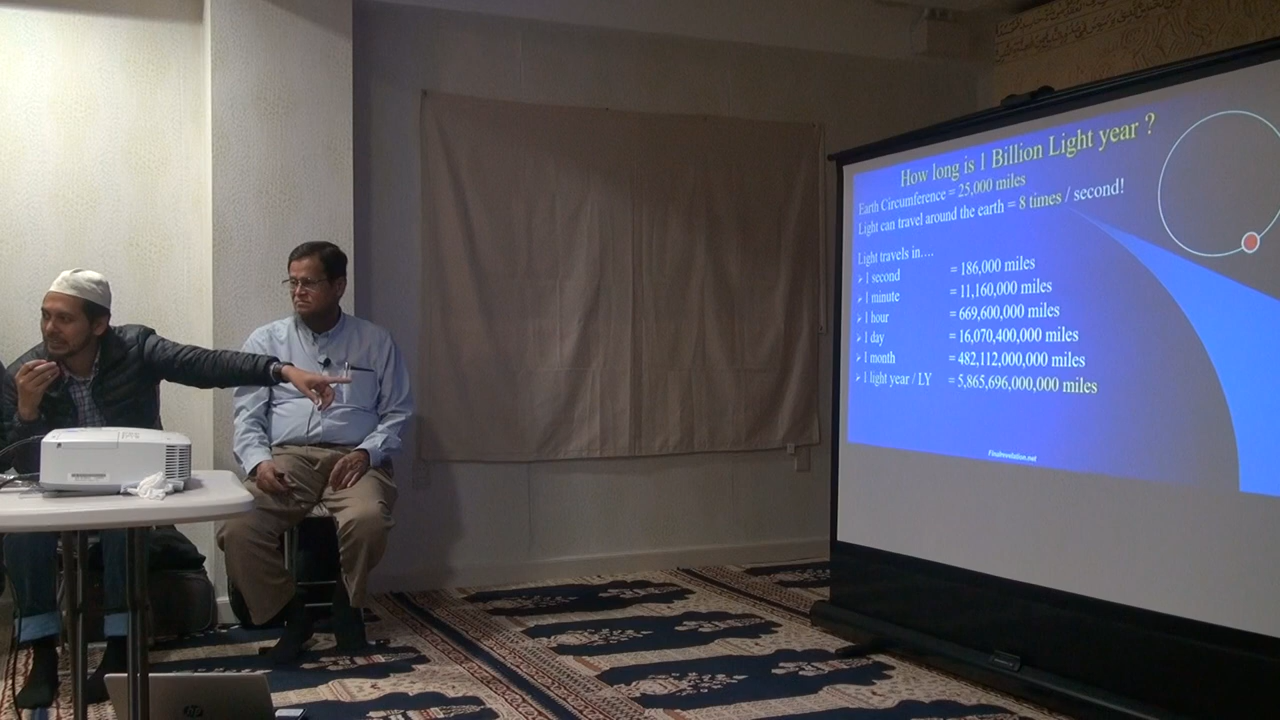 How long is 1 Billion Light year ?
Earth Circumference = 25,000 miles
Light can travel around the earth = 8 times / second!
Light travels in….
➢ 1 second = 186,000 miles
➢ 1 minute = 11,160,000 miles
➢ 1 hour = 669,600,000 miles
➢ 1 day = 16,070,400,000 miles
➢ 1 month = 482,112,000,000 miles
➢ 1 light year / LY = 5,865,696,000,000 miles
Finalrevelation.net
hp